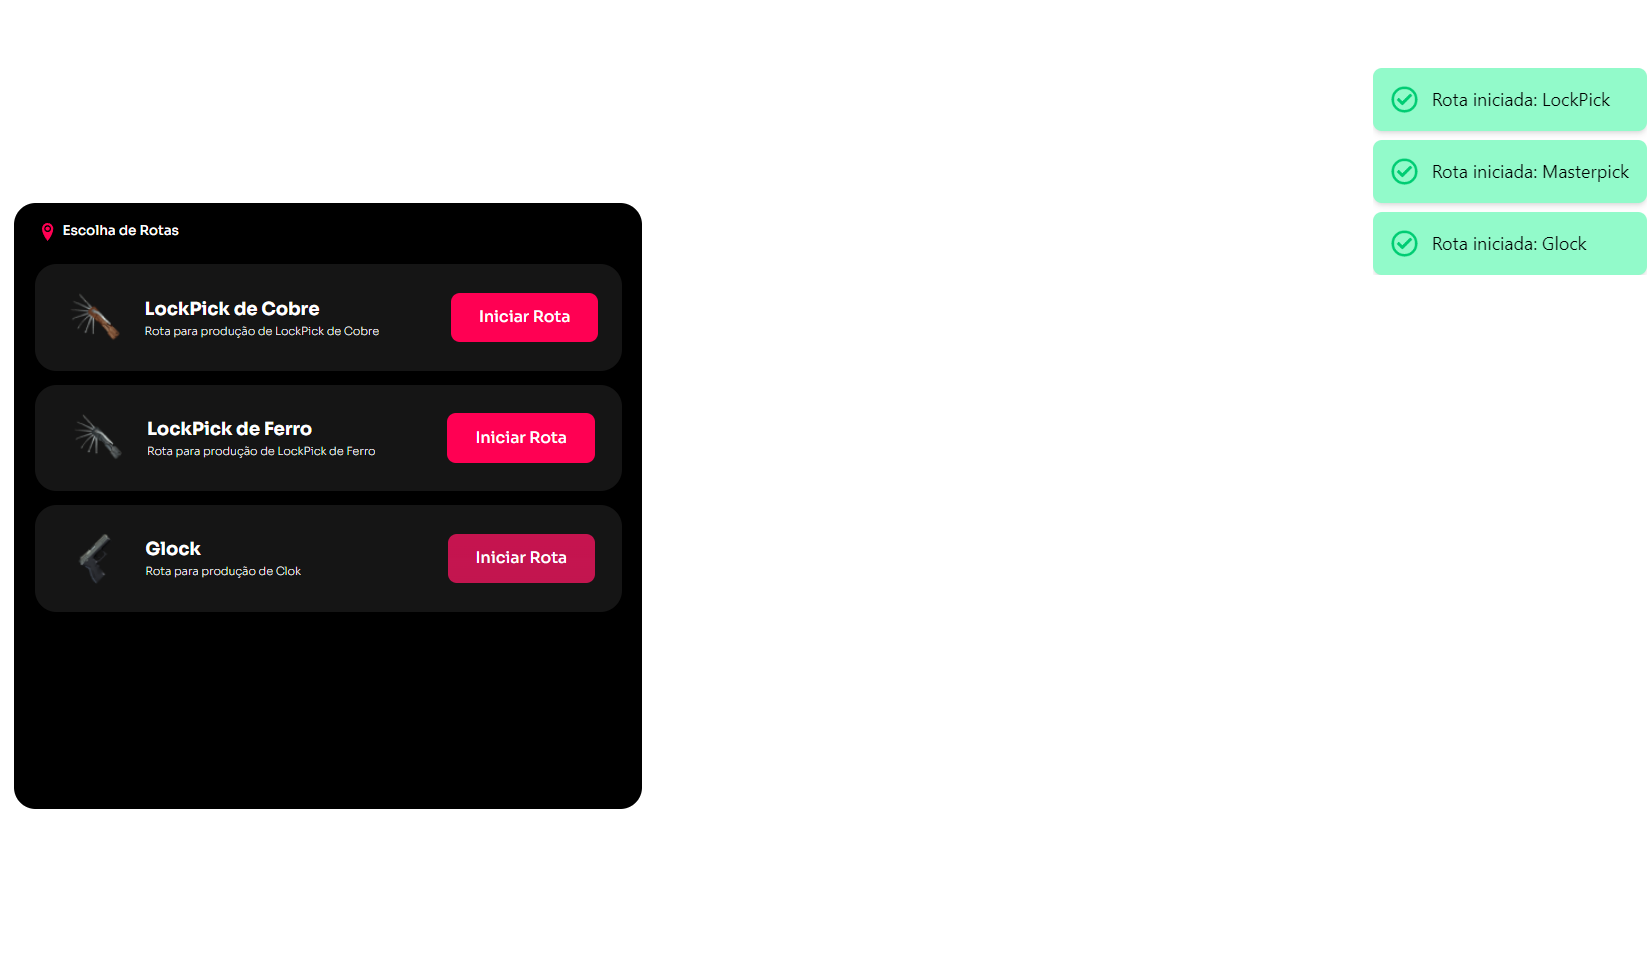 Escolha de Rotas
LockPick de Cobre
Rota para produção de LockPick de Cobre
Iniciar Rota
LockPick de Ferro
Rota para produção de LockPick de Ferro
Iniciar Rota
Glock
Rota para produção de Clok
Iniciar Rota
Rota iniciada: LockPick
Rota iniciada: Masterpick
Rota iniciada: Glock